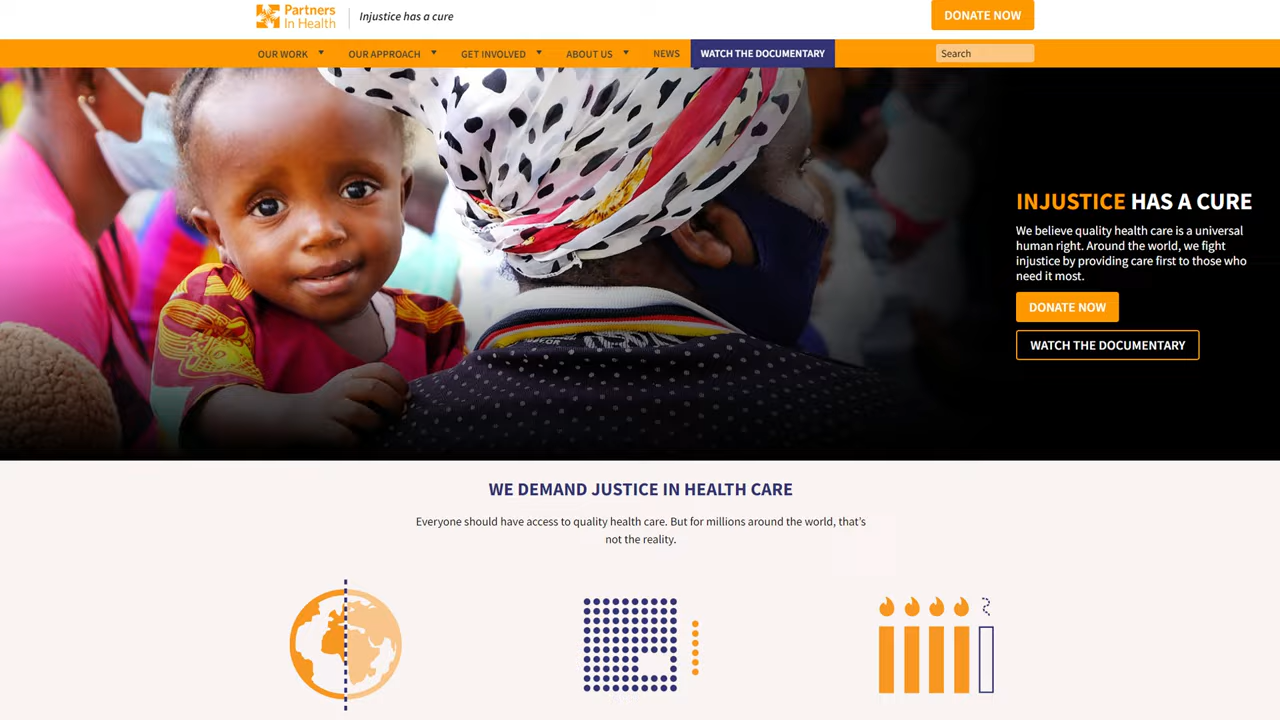 Partners
In Health
Injustice has a cure
DONATE NOW
OUR WORK
OUR APPROACH
GET INVOLVED
ABOUT US
NEWS
WATCH THE DOCUMENTARY
Search
INJUSTICE HAS A CURE
We believe quality health care is a universal
human right. Around the world, we fight
injustice by providing care first to those who
need it most.
DONATE NOW
WATCH THE DOCUMENTARY
WE DEMAND JUSTICE IN HEALTH CARE
Everyone should have access to quality health care. But for millions around the world, that's
not the reality.